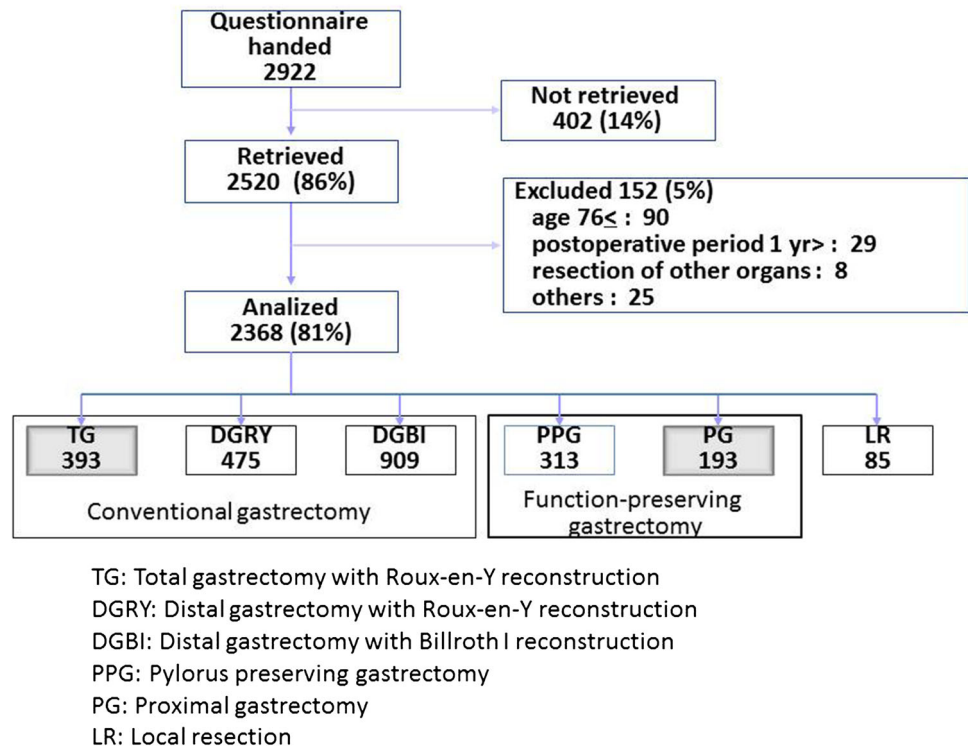 Questionnaire
handed
2922
Not retrieved
402 (14%)
Retrieved
2520 (86%)
Excluded 152 (5%)
age 76≤ : 90
postoperative period 1 yr> : 29
resection of other organs : 8
others : 25
Analized
2368 (81%)
TG
393
DGRY
475
DGBI
909
PPG
313
PG
193
LR
85
Conventional gastrectomy
Function-preserving
gastrectomy
TG: Total gastrectomy with Roux-en-Y reconstruction
DGRY: Distal gastrectomy with Roux-en-Y reconstruction
DGBI: Distal gastrectomy with Billroth I reconstruction
PPG: Pylorus preserving gastrectomy
PG: Proximal gastrectomy
LR: Local resection